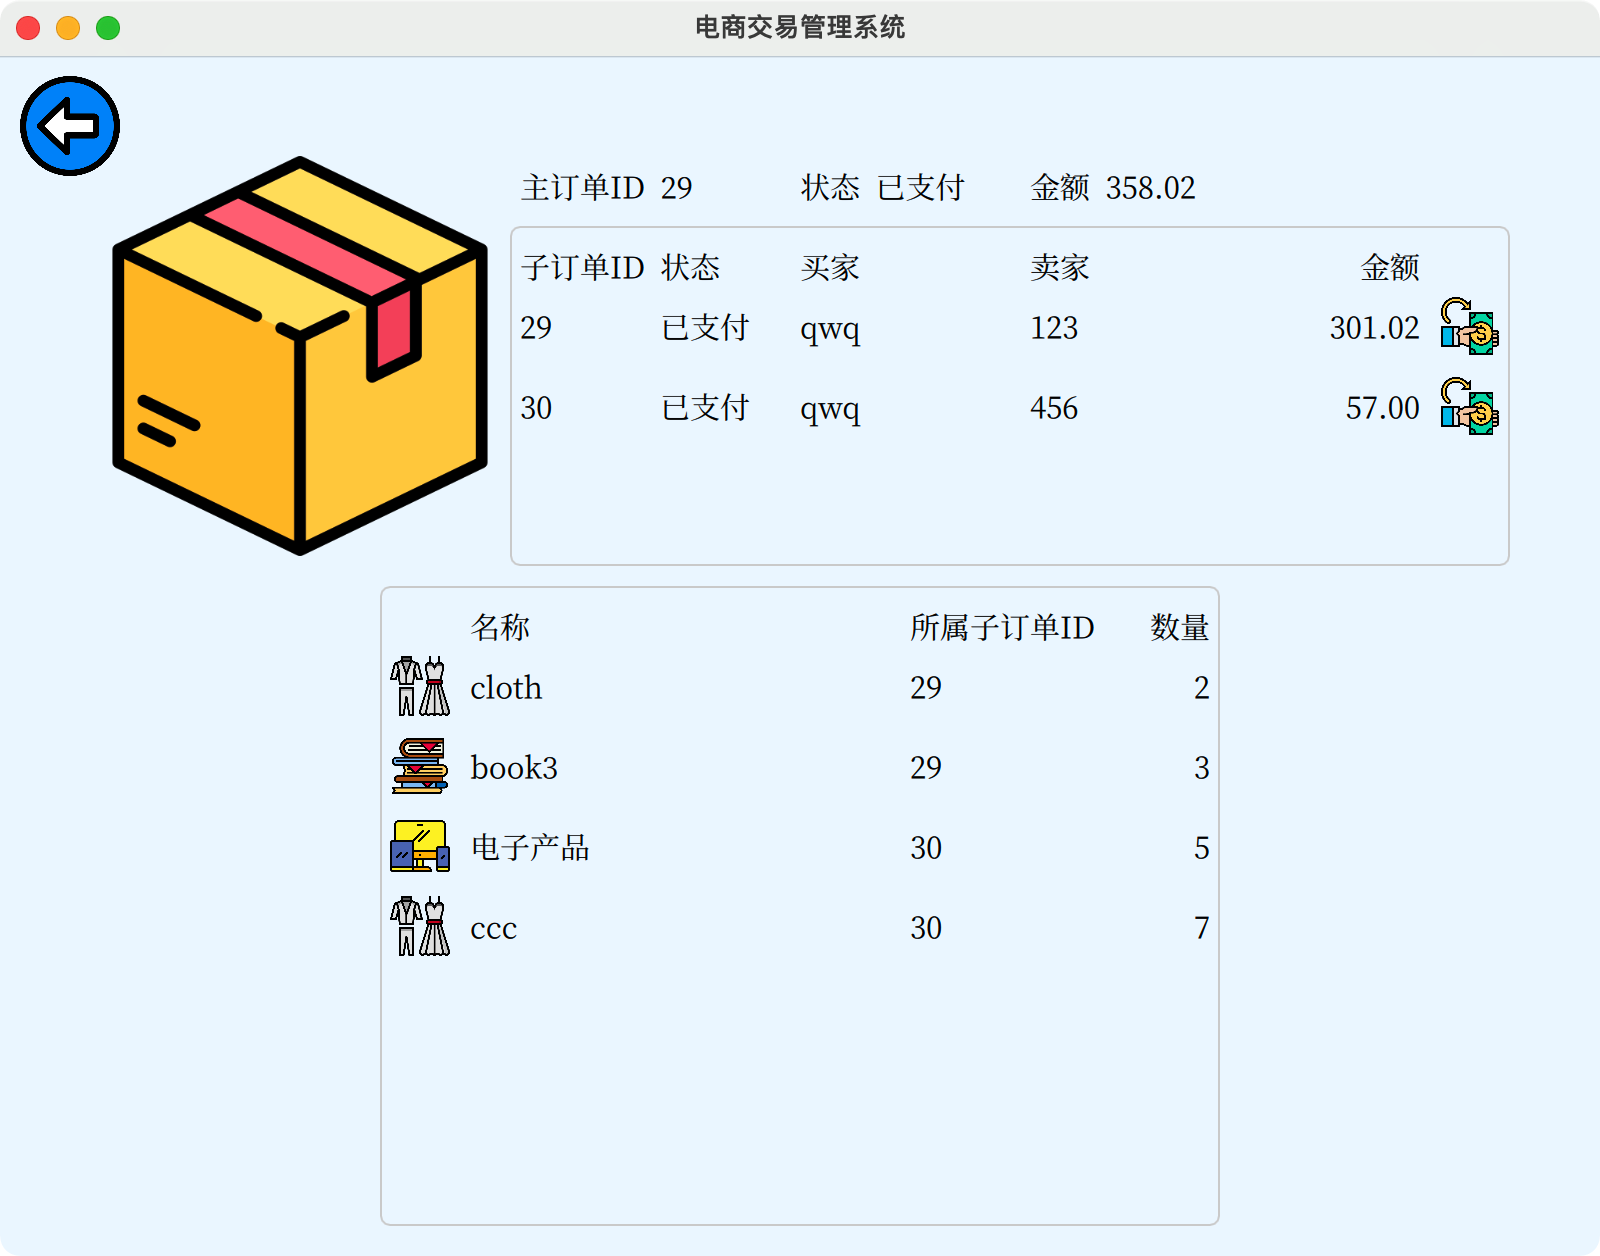 电商交易管理系统
主订单ID 29 状态 已支付 金额 358.02
子订单ID 状态 买家 卖家 金额
29 已支付 qwq 123 301.02
30 已支付 qwq 456 57.00
名称 所属子订单ID 数量
cloth 29 2
book3 29 3
电子产品 30 5
ccc 30 7